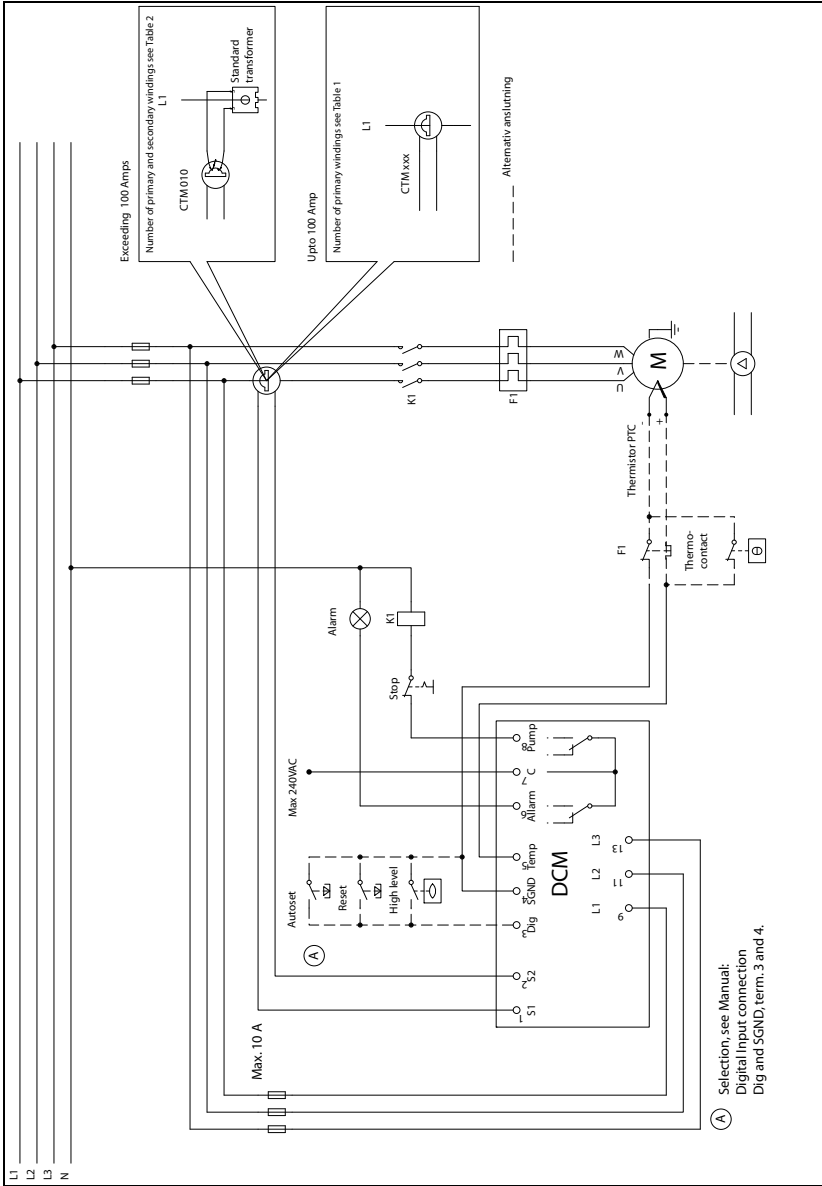 L1
L2
L3
N
Exceeding 100 Amps
Number of primary and secondary windings see Table 2
L1
Standard
transformer
CTM 010
Upto 100 Amp
Number of primary windings see Table 1
L1
CTM xxx
Alternativ anslutning
Max. 10 A
K1
F1
U
V
W
M
Thermistor PTC
-
+
F1
Thermo-
contact
Θ
Alarm
K1
Stop
Max 240VAC
Autoset
Reset
High level
A
1
S1
2
S2
3
Dig
4
SGND
5
Temp
6
Allarm
7
C
8
Pump
DCM
L1
9
L2
11
L3
13
A
Selection, see Manual:
Digital Input connection
Dig and SGND, term. 3 and 4.